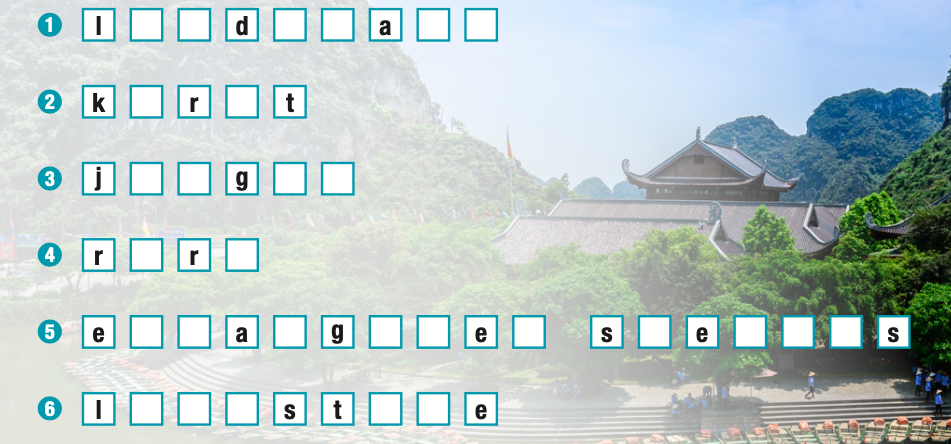 1 l _ _ d _ _ a _ _
2 k _ r _ t
3 j _ _ g _ _
4 r _ r _
5 e _ _ a _ g _ _ e _ s _ e _ _ _ s
6 l _ _ _ s t _ _ e